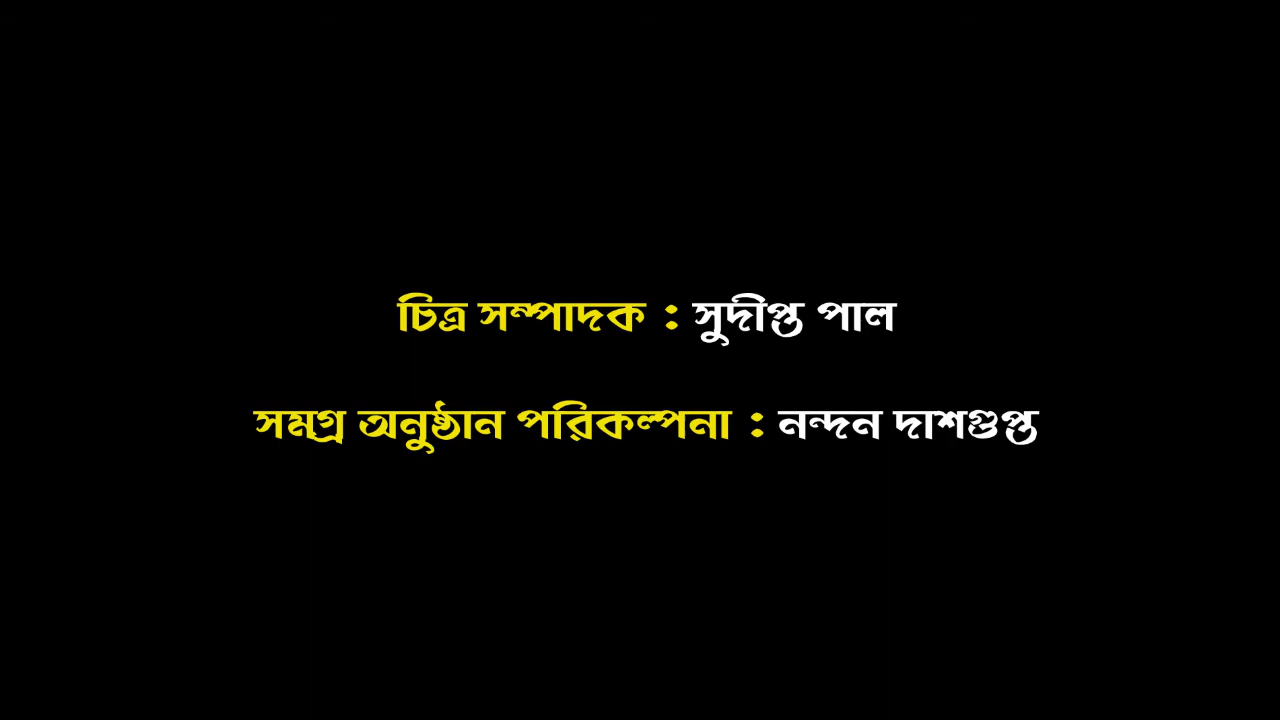 চিত্র সম্পাদক : সুদীপ্ত পাল
সমগ্র অনুষ্ঠান পরিকল্পনা : নন্দন দাশগুপ্ত